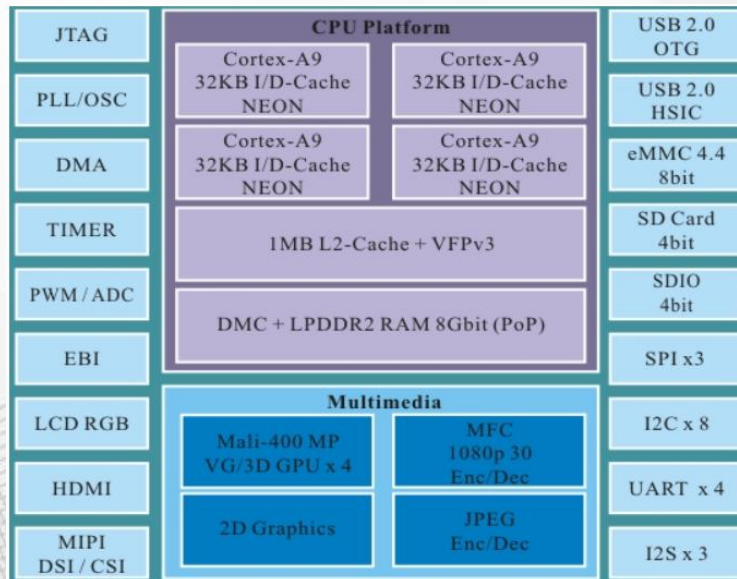 JTAG
PLL/OSC
DMA
TIMER
PWM / ADC
EBI
LCD RGB
HDMI
MIPI
DSI / CSI
CPU Platform
Cortex-A9
32KB I/D-Cache
NEON
Cortex-A9
32KB I/D-Cache
NEON
Cortex-A9
32KB I/D-Cache
NEON
Cortex-A9
32KB I/D-Cache
NEON
1MB L2-Cache + VFPv3
DMC + LPDDR2 RAM 8Gbit (PoP)
Multimedia
Mali-400 MP
VG/3D GPU x 4
MFC
1080p 30
Enc/Dec
2D Graphics
JPEG
Enc/Dec
USB 2.0
OTG
USB 2.0
HSIC
eMMC 4.4
8bit
SD Card
4bit
SDIO
4bit
SPI x3
I2C x 8
UART x 4
I2S x 3